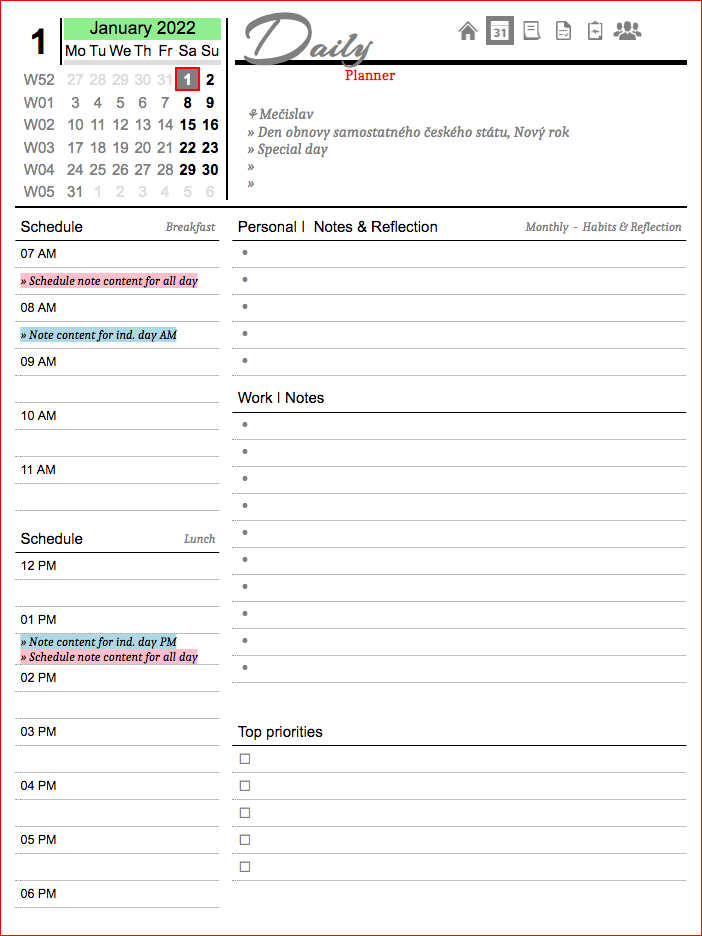 1
January 2022
Mo Tu We Th Fr Sa Su
W52 27 28 29 30 31 1 2
W01 3 4 5 6 7 8 9
W02 10 11 12 13 14 15 16
W03 17 18 19 20 21 22 23
W04 24 25 26 27 28 29 30
W05 31 1 2 3 4 5 6
Daily
Planner
31
⚘ Mečislav
» Den obnovy samostatného českého státu, Nový rok
» Special day
»
»
Schedule Breakfast
07 AM
» Schedule note content for all day
08 AM
» Note content for ind. day AM
09 AM
10 AM
11 AM
Schedule Lunch
12 PM
01 PM
» Note content for ind. day PM
» Schedule note content for all day
02 PM
03 PM
04 PM
05 PM
06 PM
Personal | Notes & Reflection Monthly - Habits & Reflection
•
•
•
•
•
Work | Notes
•
•
•
•
•
•
•
•
•
•
Top priorities
☐
☐
☐
☐
☐